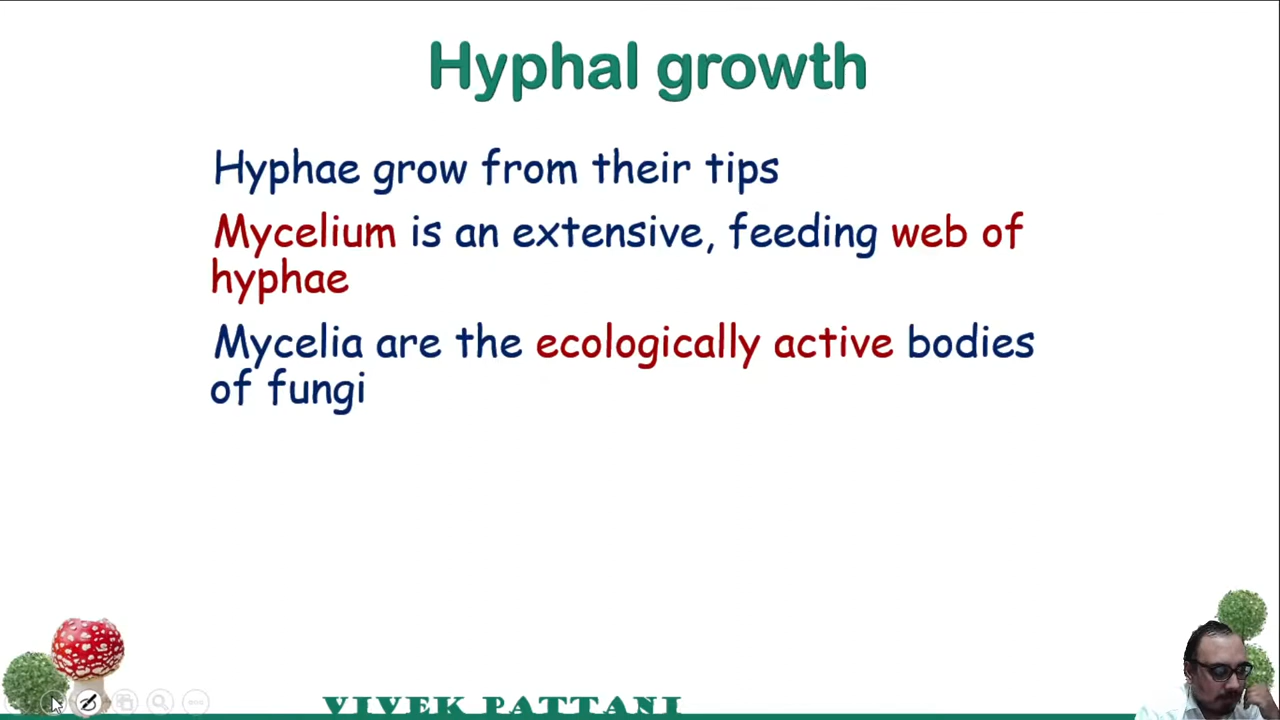 Hyphal growth
Hyphae grow from their tips
Mycelium is an extensive, feeding web of
hyphae
Mycelia are the ecologically active bodies
of fungi
VIVEK PATTANI